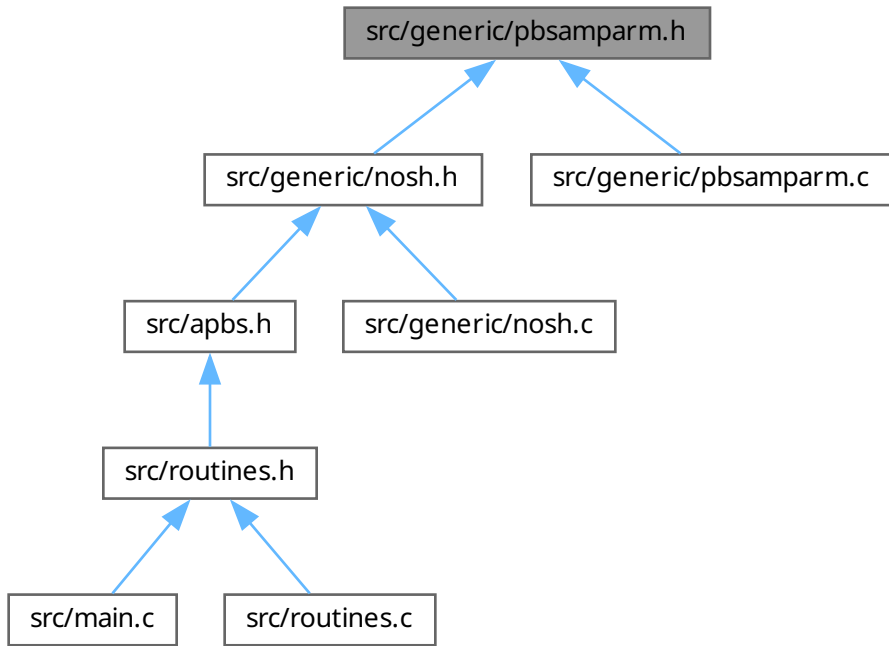 src/generic/pbsamparm.h
src/generic/nosh.h
src/generic/pbsamparm.c
src/apbs.h
src/generic/nosh.c
src/routines.h
src/main.c
src/routines.c